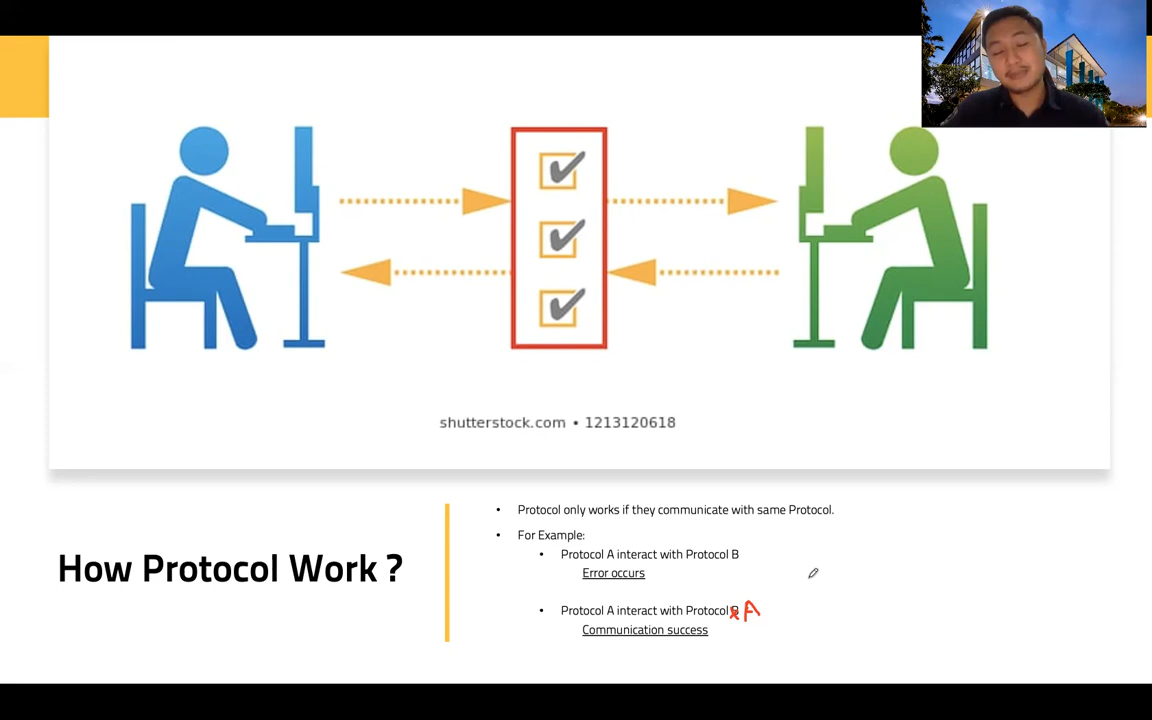 shutterstock.com • 1213120618
How Protocol Work ?
• Protocol only works if they communicate with same Protocol.
• For Example:
• Protocol A interact with Protocol B
Error occurs
• Protocol A interact with Protocol B A
Communication success